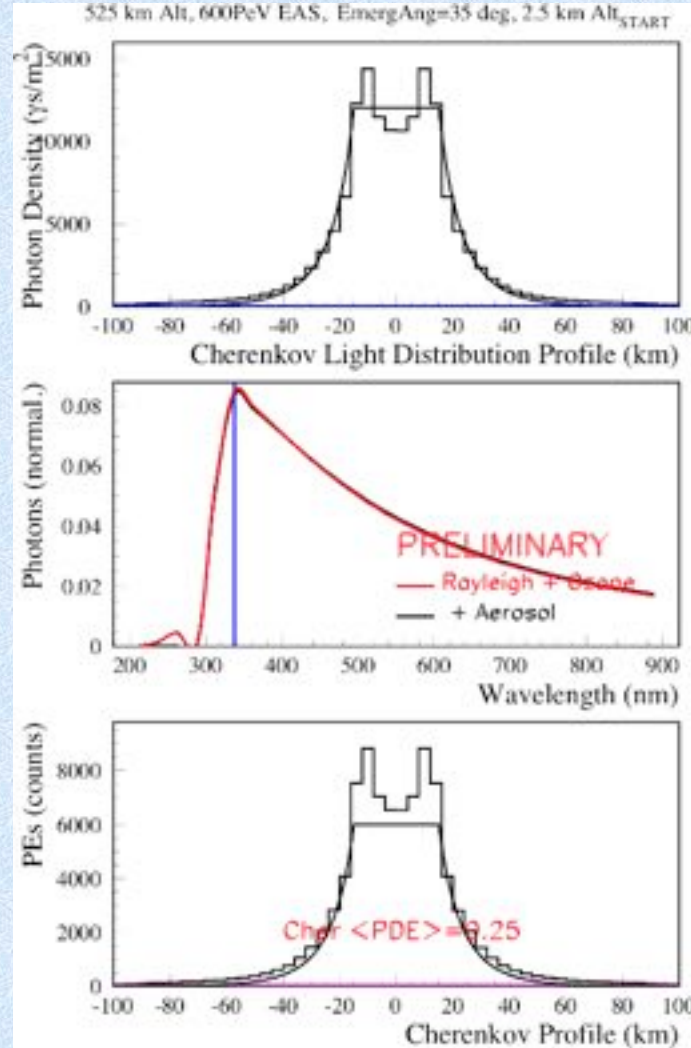 525 km Alt, 600PeV EAS, EmergAng=35 deg, 2.5 km Alt_START
Photon Density (γs/m²)
15000
10000
5000
0
-100 -80 -60 -40 -20 0 20 40 60 80 100
Cherenkov Light Distribution Profile (km)
Photons (normal.)
0.08
0.06
0.04
0.02
0
PRELIMINARY
Rayleigh + Ozone
+ Aerosol
200 300 400 500 600 700 800 900
Wavelength (nm)
PEs (counts)
8000
6000
4000
2000
0
Cher <PDE>=0.25
-100 -80 -60 -40 -20 0 20 40 60 80 100
Cherenkov Profile (km)